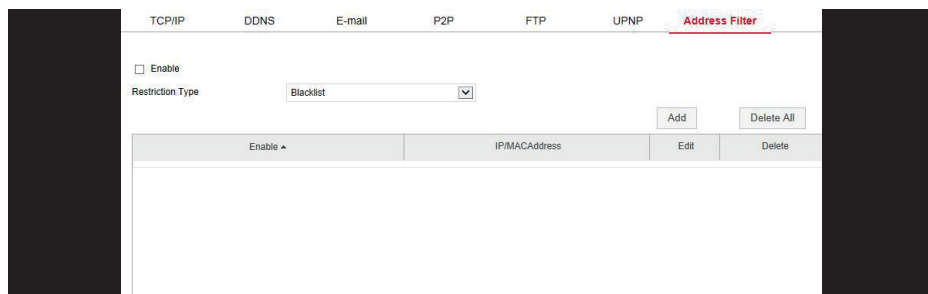 TCP/IP DDNS E-mail P2P FTP UPNP Address Filter
Enable
Restriction Type Blacklist
Add Delete All
Enable IP/MACAddress Edit Delete